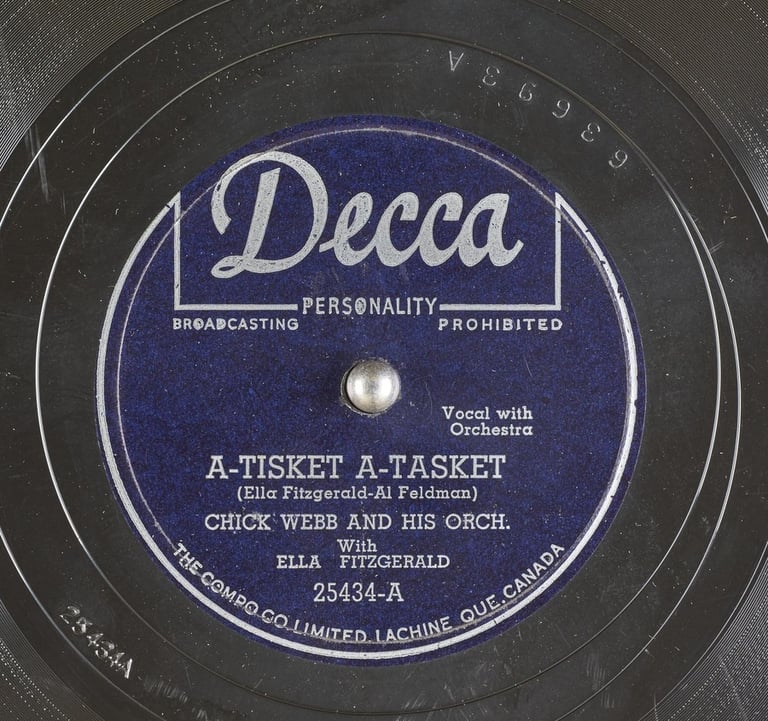 63693A
Decca
PERSONALITY
BROADCASTING PROHIBITED
Vocal with
Orchestra
A-TISKET A-TASKET
(Ella Fitzgerald-Al Feldman)
CHICK WEBB AND HIS ORCH.
With
ELLA FITZGERALD
25434-A
THE COMPO CO LIMITED, LACHINE, QUE. CANADA
25434A